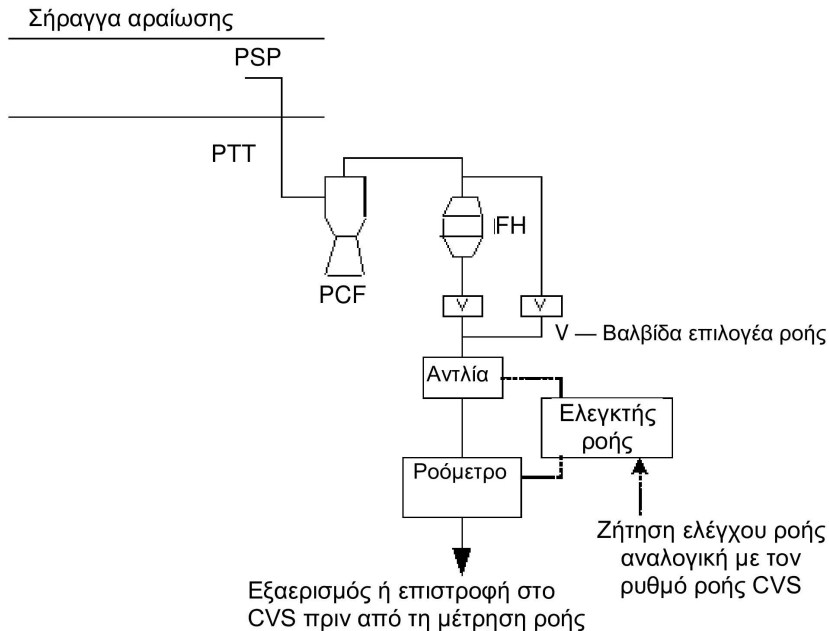 Σήραγγα αραίωσης
PSP
PTT
FH
PCF
V
V
V — Βαλβίδα επιλογέα ροής
Αντλία
Ελεγκτής
ροής
Ροόμετρο
Ζήτηση ελέγχου ροής
αναλογική με τον
ρυθμό ροής CVS
Εξαερισμός ή επιστροφή στο
CVS πριν από τη μέτρηση ροής